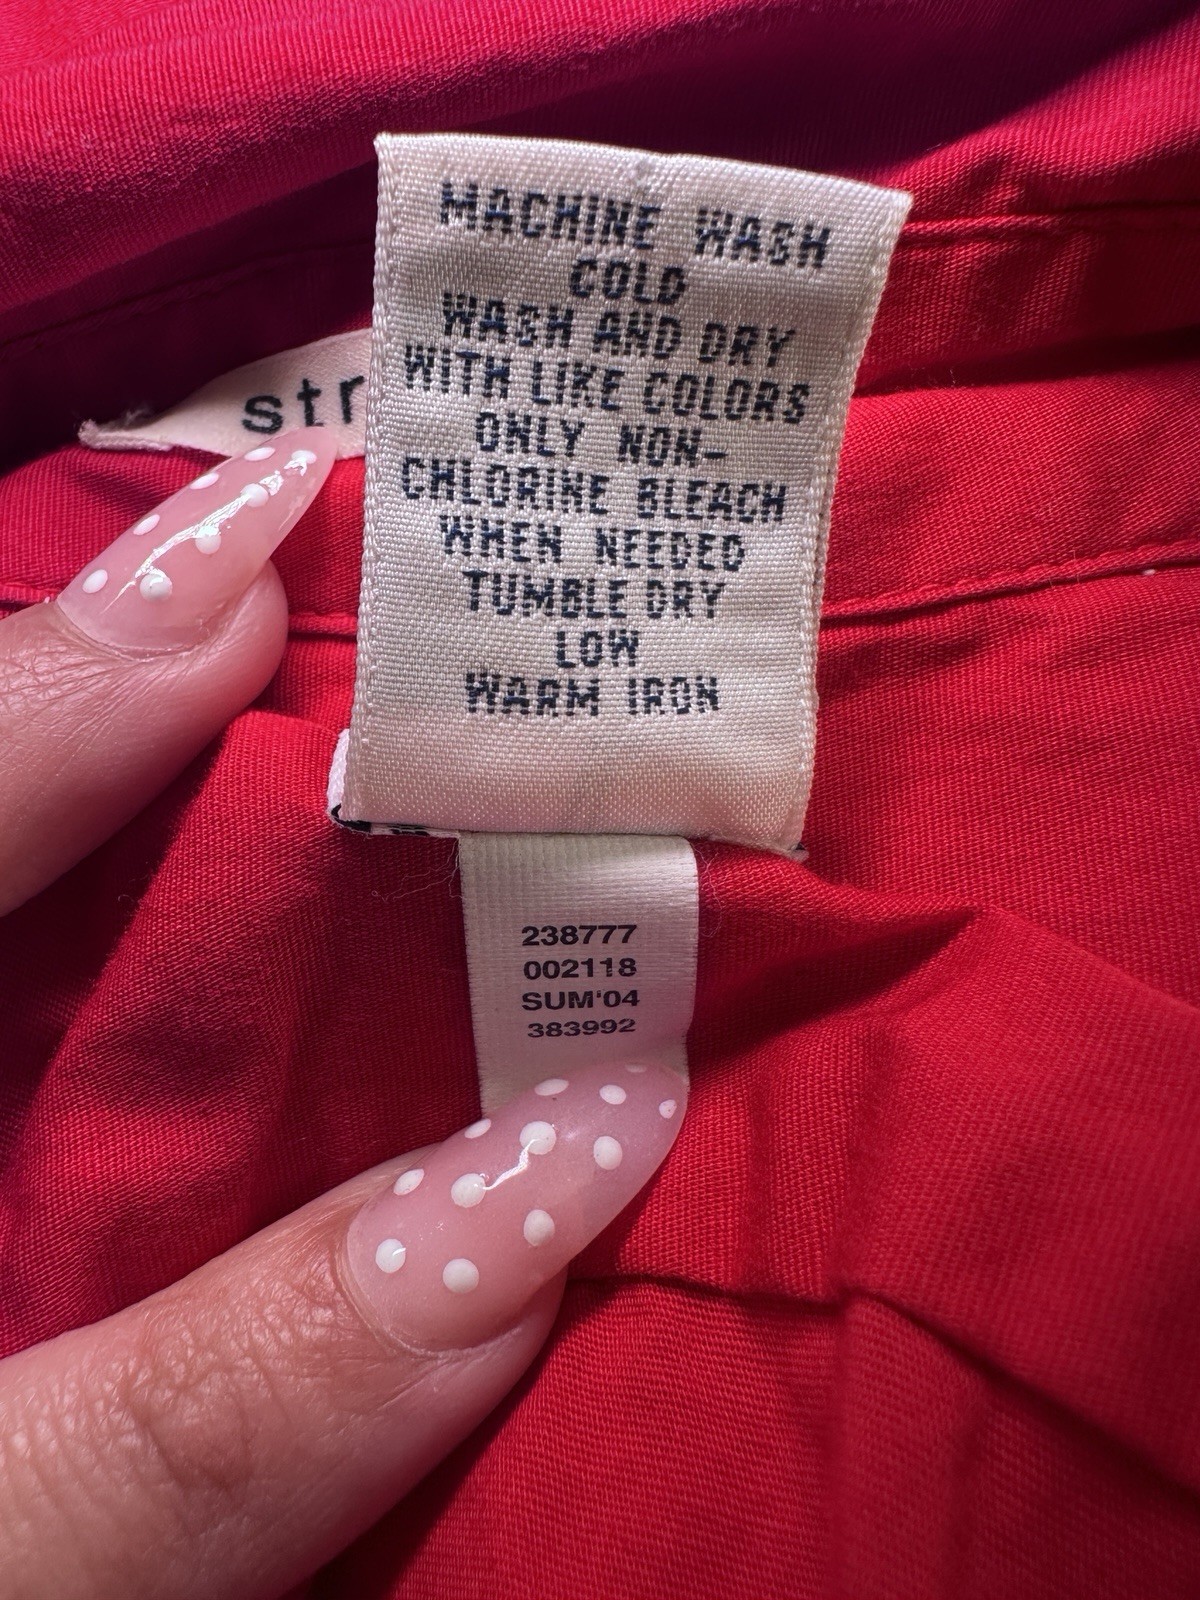 MACHINE WASH
COLD
WASH AND DRY
WITH LIKE COLORS
ONLY NON-
CHLORINE BLEACH
WHEN NEEDED
TUMBLE DRY
LOW
WARM IRON
str
238777
002118
SUM'04
383992